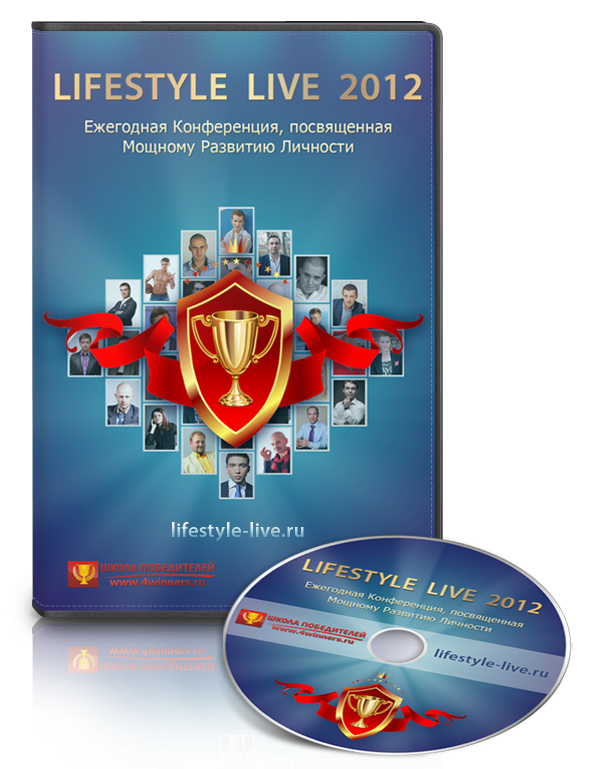 LIFESTYLE LIVE 2012
Ежегодная Конференция, посвященная
Мощному Развитию Личности
lifestyle-live.ru
ШКОЛА ПОБЕДИТЕЛЕЙ
www.4winners.ru
LIFESTYLE LIVE 2012
Ежегодная Конференция, посвященная
Мощному Развитию Личности
ШКОЛА ПОБЕДИТЕЛЕЙ
www.4winners.ru
lifestyle-live.ru